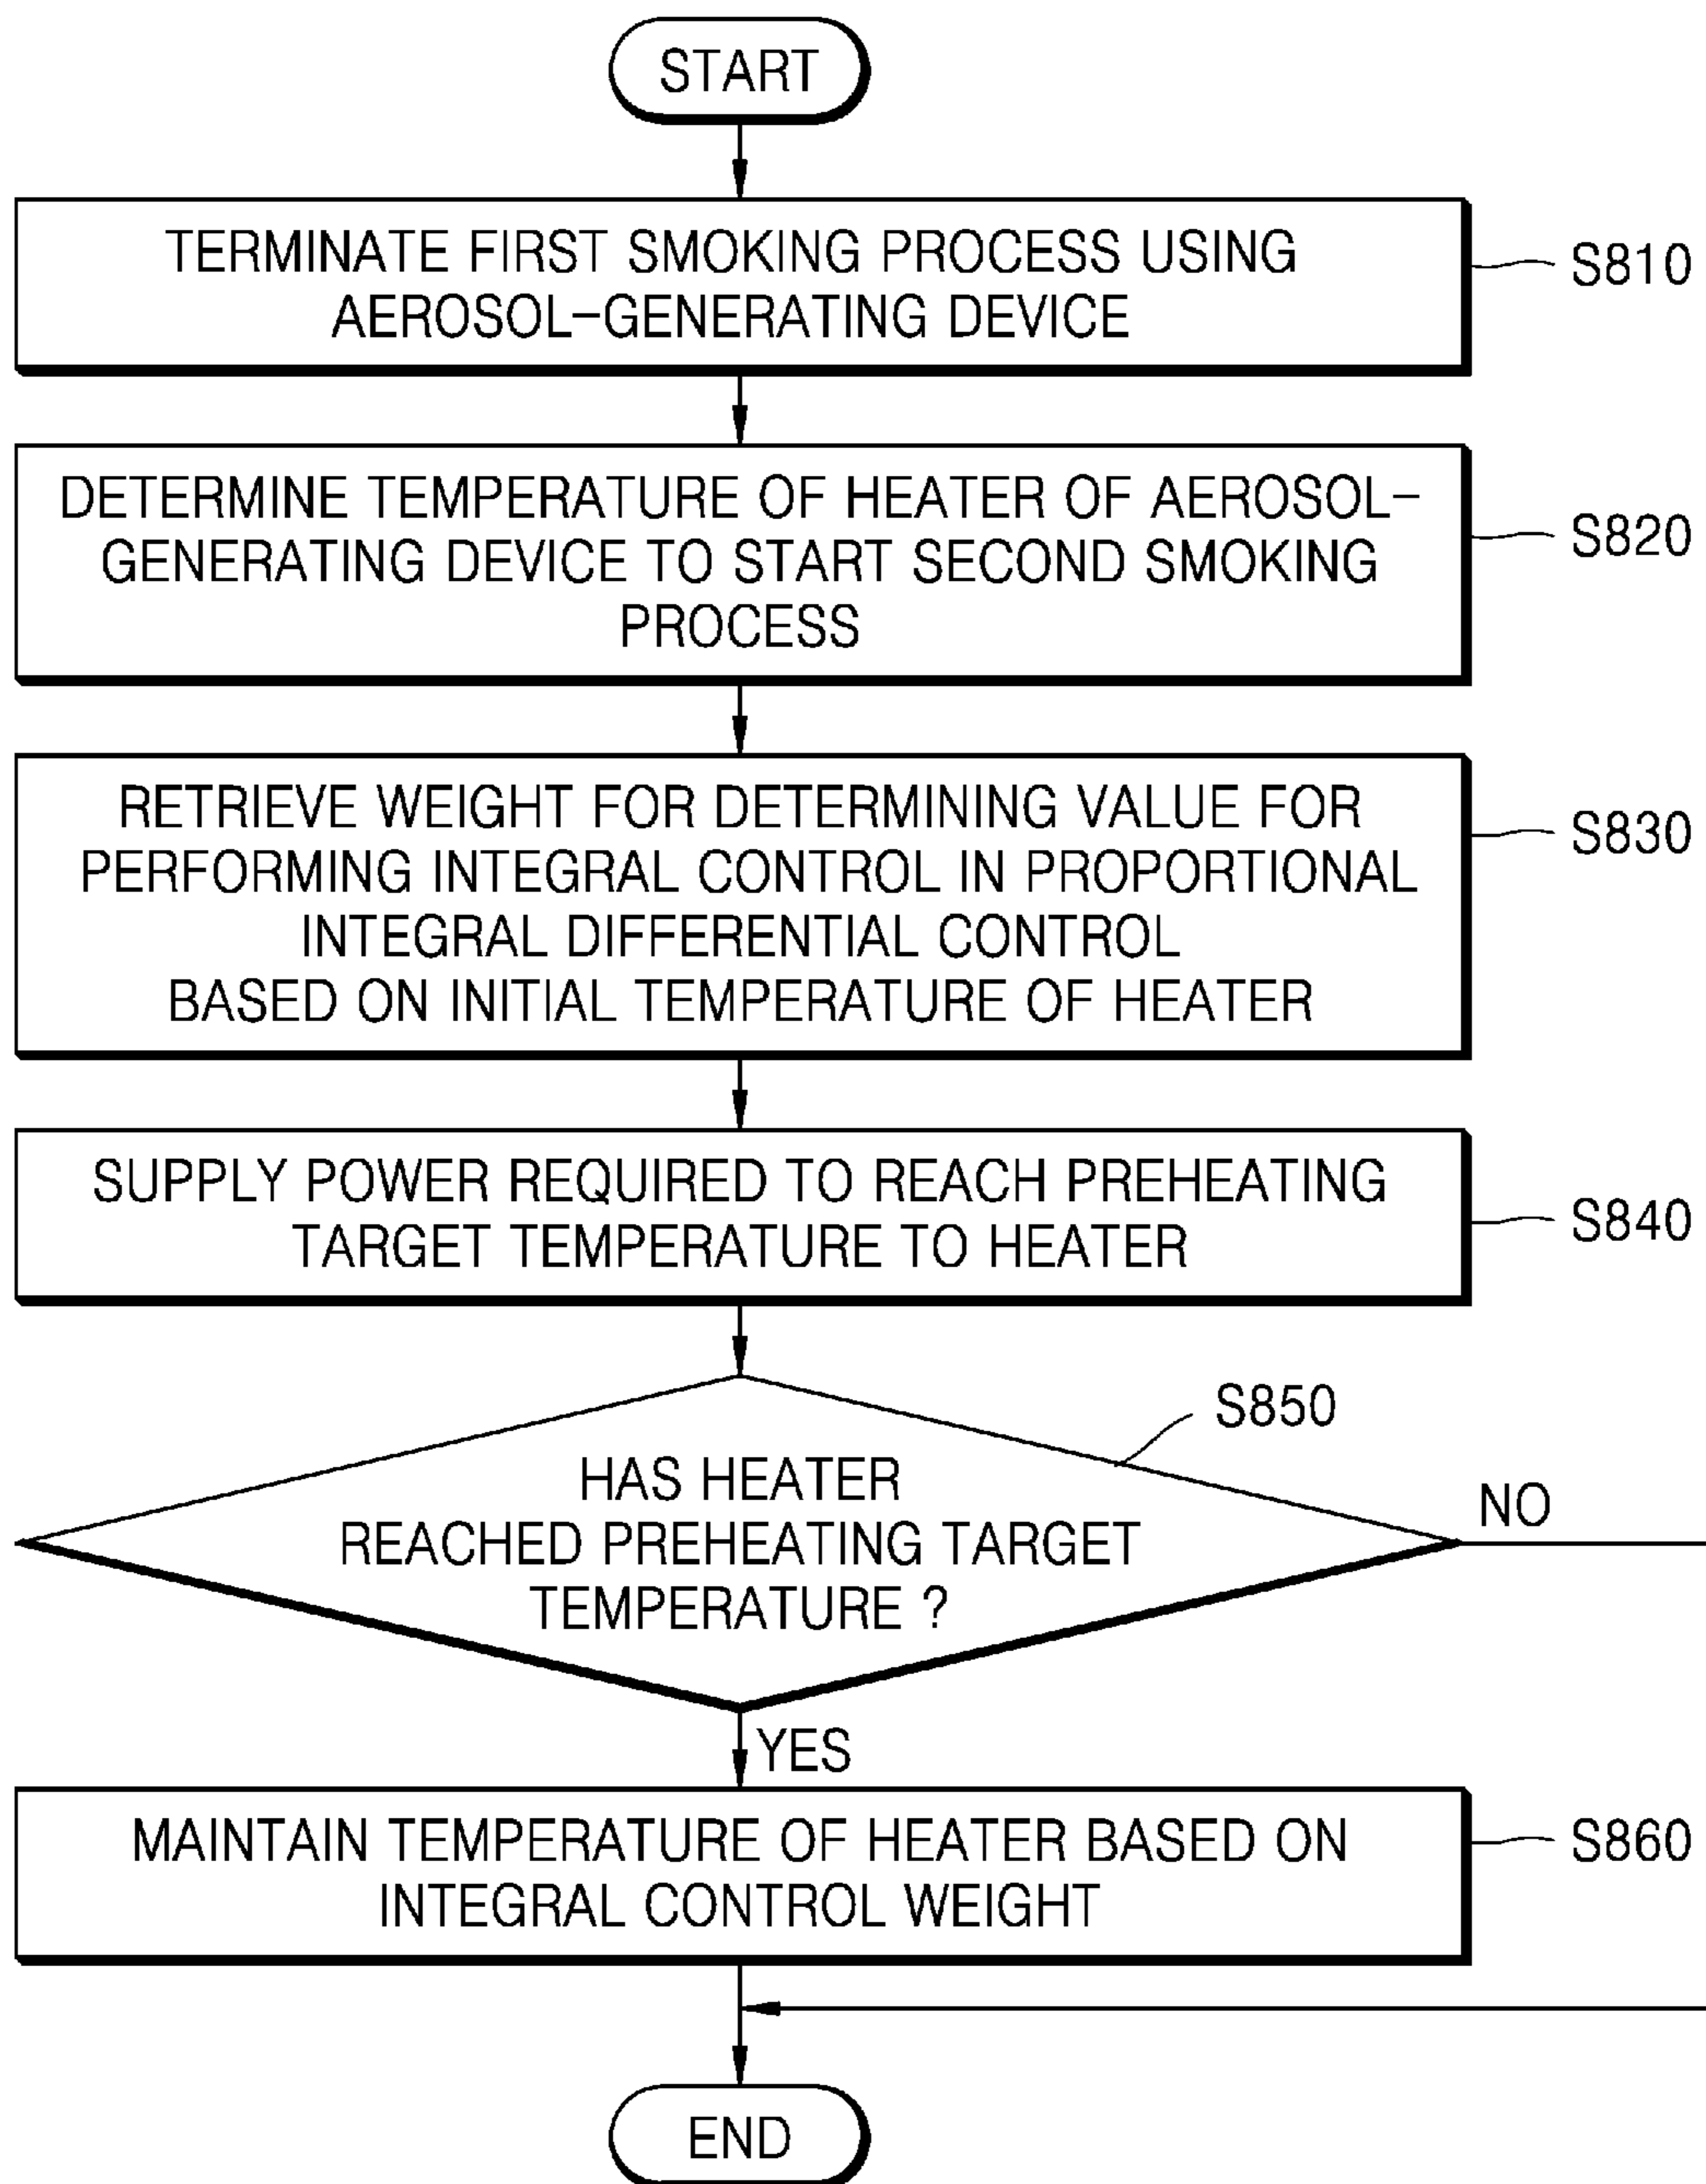 START
TERMINATE FIRST SMOKING PROCESS USING
AEROSOL-GENERATING DEVICE
S810
DETERMINE TEMPERATURE OF HEATER OF AEROSOL-
GENERATING DEVICE TO START SECOND SMOKING
PROCESS
S820
RETRIEVE WEIGHT FOR DETERMINING VALUE FOR
PERFORMING INTEGRAL CONTROL IN PROPORTIONAL
INTEGRAL DIFFERENTIAL CONTROL
BASED ON INITIAL TEMPERATURE OF HEATER
S830
SUPPLY POWER REQUIRED TO REACH PREHEATING
TARGET TEMPERATURE TO HEATER
S840
S850
HAS HEATER
REACHED PREHEATING TARGET
TEMPERATURE ?
NO
YES
MAINTAIN TEMPERATURE OF HEATER BASED ON
INTEGRAL CONTROL WEIGHT
S860
END